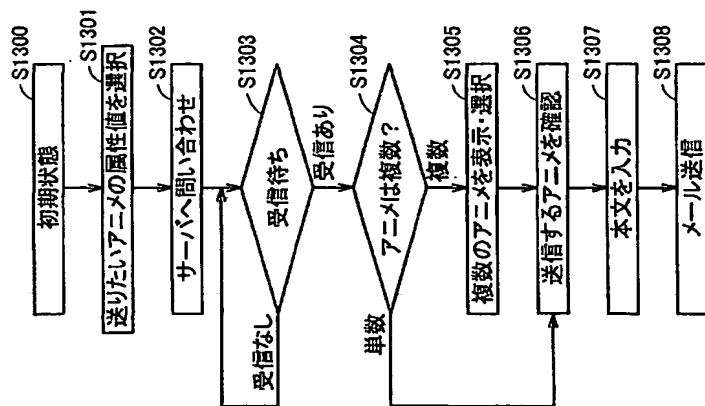 S1300
初期状態
S1301
送りたいアニメの属性値を選択
S1302
サーバへ問い合わせ
S1303
受信待ち
受信なし
受信あり
S1304
アニメは複数?
単数
複数
S1305
複数のアニメを表示・選択
S1306
送信するアニメを確認
S1307
本文を入力
S1308
メール送信